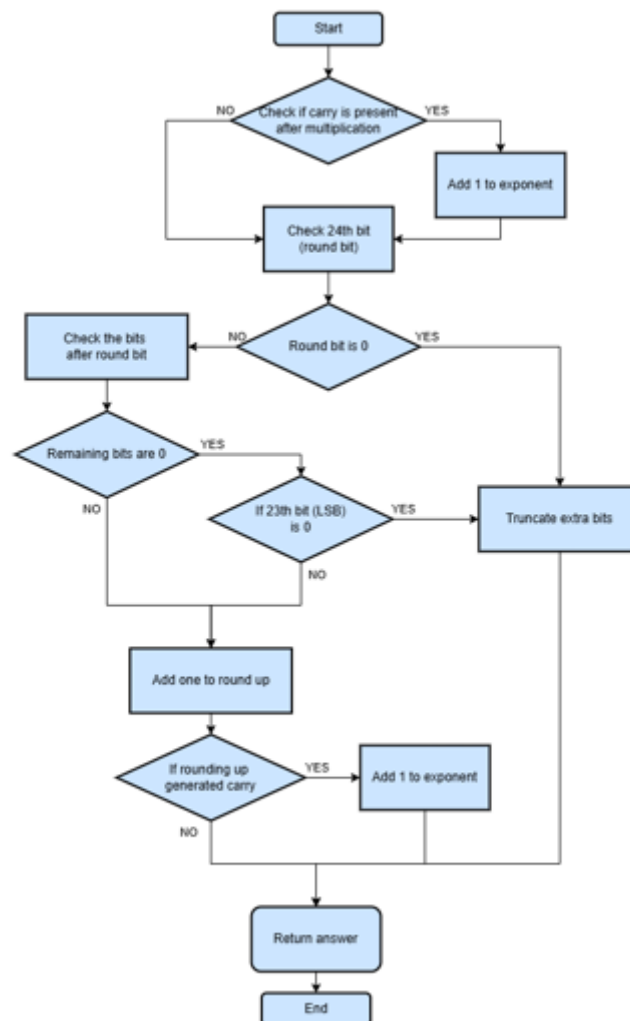 Start
NO
Check if carry is present
after multiplication
YES
Add 1 to exponent
Check 24th bit
(round bit)
Check the bits
after round bit
NO
Round bit is 0
YES
Remaining bits are 0
YES
NO
If 23th bit (LSB)
is 0
YES
Truncate extra bits
NO
Add one to round up
If rounding up
generated carry
YES
Add 1 to exponent
NO
Return answer
End